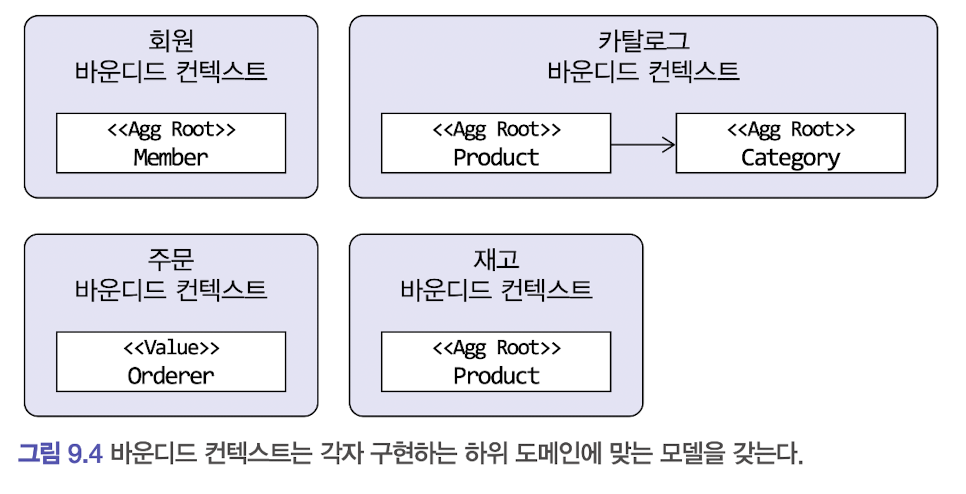 회원
바운디드 컨텍스트
<<Agg Root>>
Member
카탈로그
바운디드 컨텍스트
<<Agg Root>>
Product
<<Agg Root>>
Category
주문
바운디드 컨텍스트
<<Value>>
Orderer
재고
바운디드 컨텍스트
<<Agg Root>>
Product
그림 9.4 바운디드 컨텍스트는 각자 구현하는 하위 도메인에 맞는 모델을 갖는다.